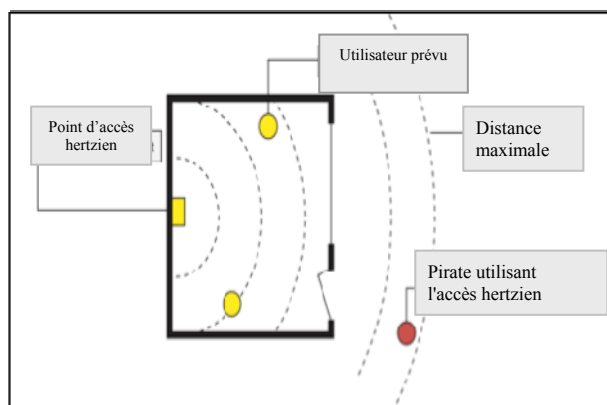 Utilisateur prévu
Point d’accès
hertzien
Distance
maximale
Pirate utilisant
l'accès hertzien